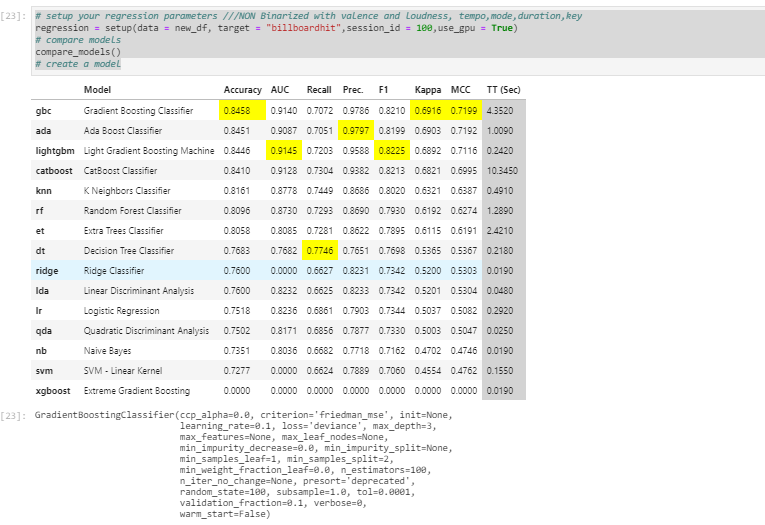 [23]: # setup your regression parameters ///NON Binarized with valence and loudness, tempo,mode,duration,key
regression = setup(data = new_df, target = "billboardhit",session_id = 100,use_gpu = True)
# compare models
compare_models()
# create a model
Model Accuracy AUC Recall Prec. F1 Kappa MCC TT (Sec)
gbc Gradient Boosting Classifier 0.8458 0.9140 0.7072 0.9786 0.8210 0.6916 0.7199 4.3520
ada Ada Boost Classifier 0.8451 0.9087 0.7051 0.9797 0.8199 0.6903 0.7192 1.0090
lightgbm Light Gradient Boosting Machine 0.8446 0.9145 0.7203 0.9588 0.8225 0.6892 0.7116 0.2420
catboost CatBoost Classifier 0.8410 0.9128 0.7304 0.9382 0.8213 0.6821 0.6995 10.3450
knn K Neighbors Classifier 0.8161 0.8778 0.7449 0.8686 0.8020 0.6321 0.6387 0.4910
rf Random Forest Classifier 0.8096 0.8730 0.7293 0.8690 0.7930 0.6192 0.6274 1.2890
et Extra Trees Classifier 0.8058 0.8085 0.7281 0.8622 0.7895 0.6115 0.6191 2.4210
dt Decision Tree Classifier 0.7683 0.7682 0.7746 0.7651 0.7698 0.5365 0.5367 0.2180
ridge Ridge Classifier 0.7600 0.0000 0.6627 0.8231 0.7342 0.5200 0.5303 0.0190
lda Linear Discriminant Analysis 0.7600 0.8232 0.6625 0.8233 0.7342 0.5201 0.5304 0.0480
lr Logistic Regression 0.7518 0.8236 0.6861 0.7903 0.7344 0.5037 0.5082 0.2920
qda Quadratic Discriminant Analysis 0.7502 0.8171 0.6856 0.7877 0.7330 0.5003 0.5047 0.0250
nb Naive Bayes 0.7351 0.8036 0.6682 0.7718 0.7162 0.4702 0.4746 0.0190
svm SVM - Linear Kernel 0.7277 0.0000 0.6624 0.7889 0.7060 0.4554 0.4762 0.1550
xgboost Extreme Gradient Boosting 0.0000 0.0000 0.0000 0.0000 0.0000 0.0000 0.0000 0.0190
[23]: GradientBoostingClassifier(ccp_alpha=0.0, criterion='friedman_mse', init=None,
learning_rate=0.1, loss='deviance', max_depth=3,
max_features=None, max_leaf_nodes=None,
min_impurity_decrease=0.0, min_impurity_split=None,
min_samples_leaf=1, min_samples_split=2,
min_weight_fraction_leaf=0.0, n_estimators=100,
n_iter_no_change=None, presort='deprecated',
random_state=100, subsample=1.0, tol=0.0001,
validation_fraction=0.1, verbose=0,
warm_start=False)